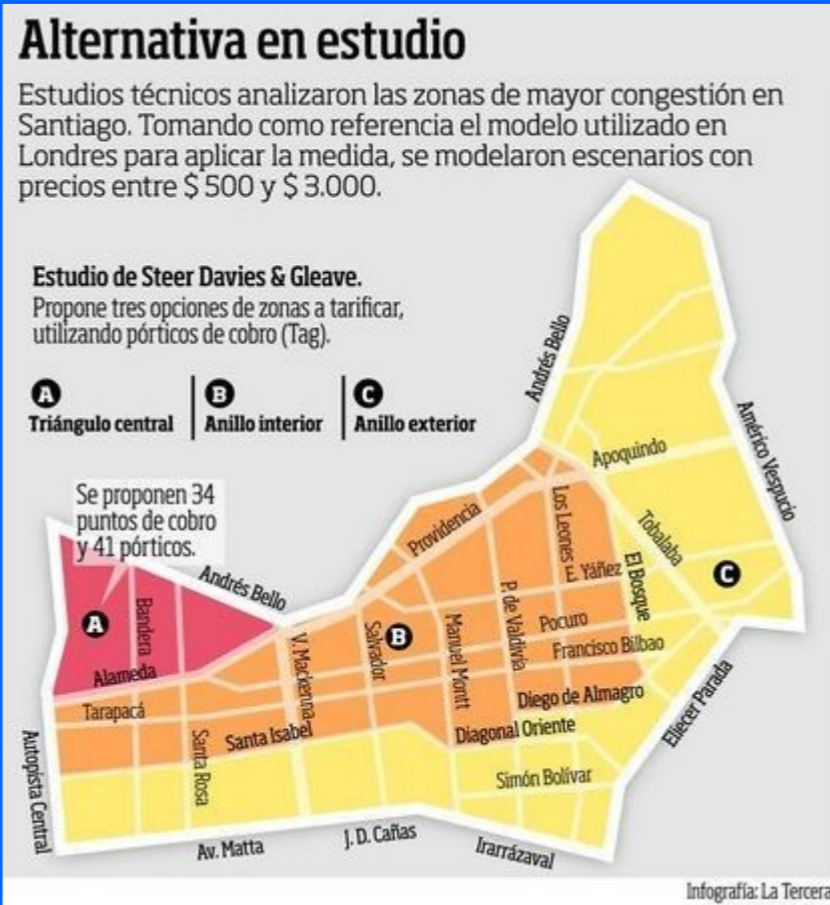 Alternativa en estudio
Estudios técnicos analizaron las zonas de mayor congestión en
Santiago. Tomando como referencia el modelo utilizado en
Londres para aplicar la medida, se modelaron escenarios con
precios entre $ 500 y $ 3.000.
Estudio de Steer Davies & Gleave.
Propone tres opciones de zonas a tarificar,
utilizando pórticos de cobro (Tag).
A
Triángulo central
B
Anillo interior
C
Anillo exterior
Se proponen 34
puntos de cobro
y 41 pórticos.
Andrés Bello
Américo Vespucio
Apoquindo
Tobalaba
Los Leones
Providencia
E. Yáñez
El Bosque
C
Andrés Bello
A
Bandera
Alameda
V. Mackenna
Salvador
B
Manuel Montt
P. de Valdivia
Pocuro
Francisco Bilbao
Diego de Almagro
Tarapacá
Santa Isabel
Diagonal Oriente
Eliecer Parada
Autopista Central
Santa Rosa
Simón Bolívar
Av. Matta
J. D. Cañas
Irarrázaval
Infografía: La Tercera